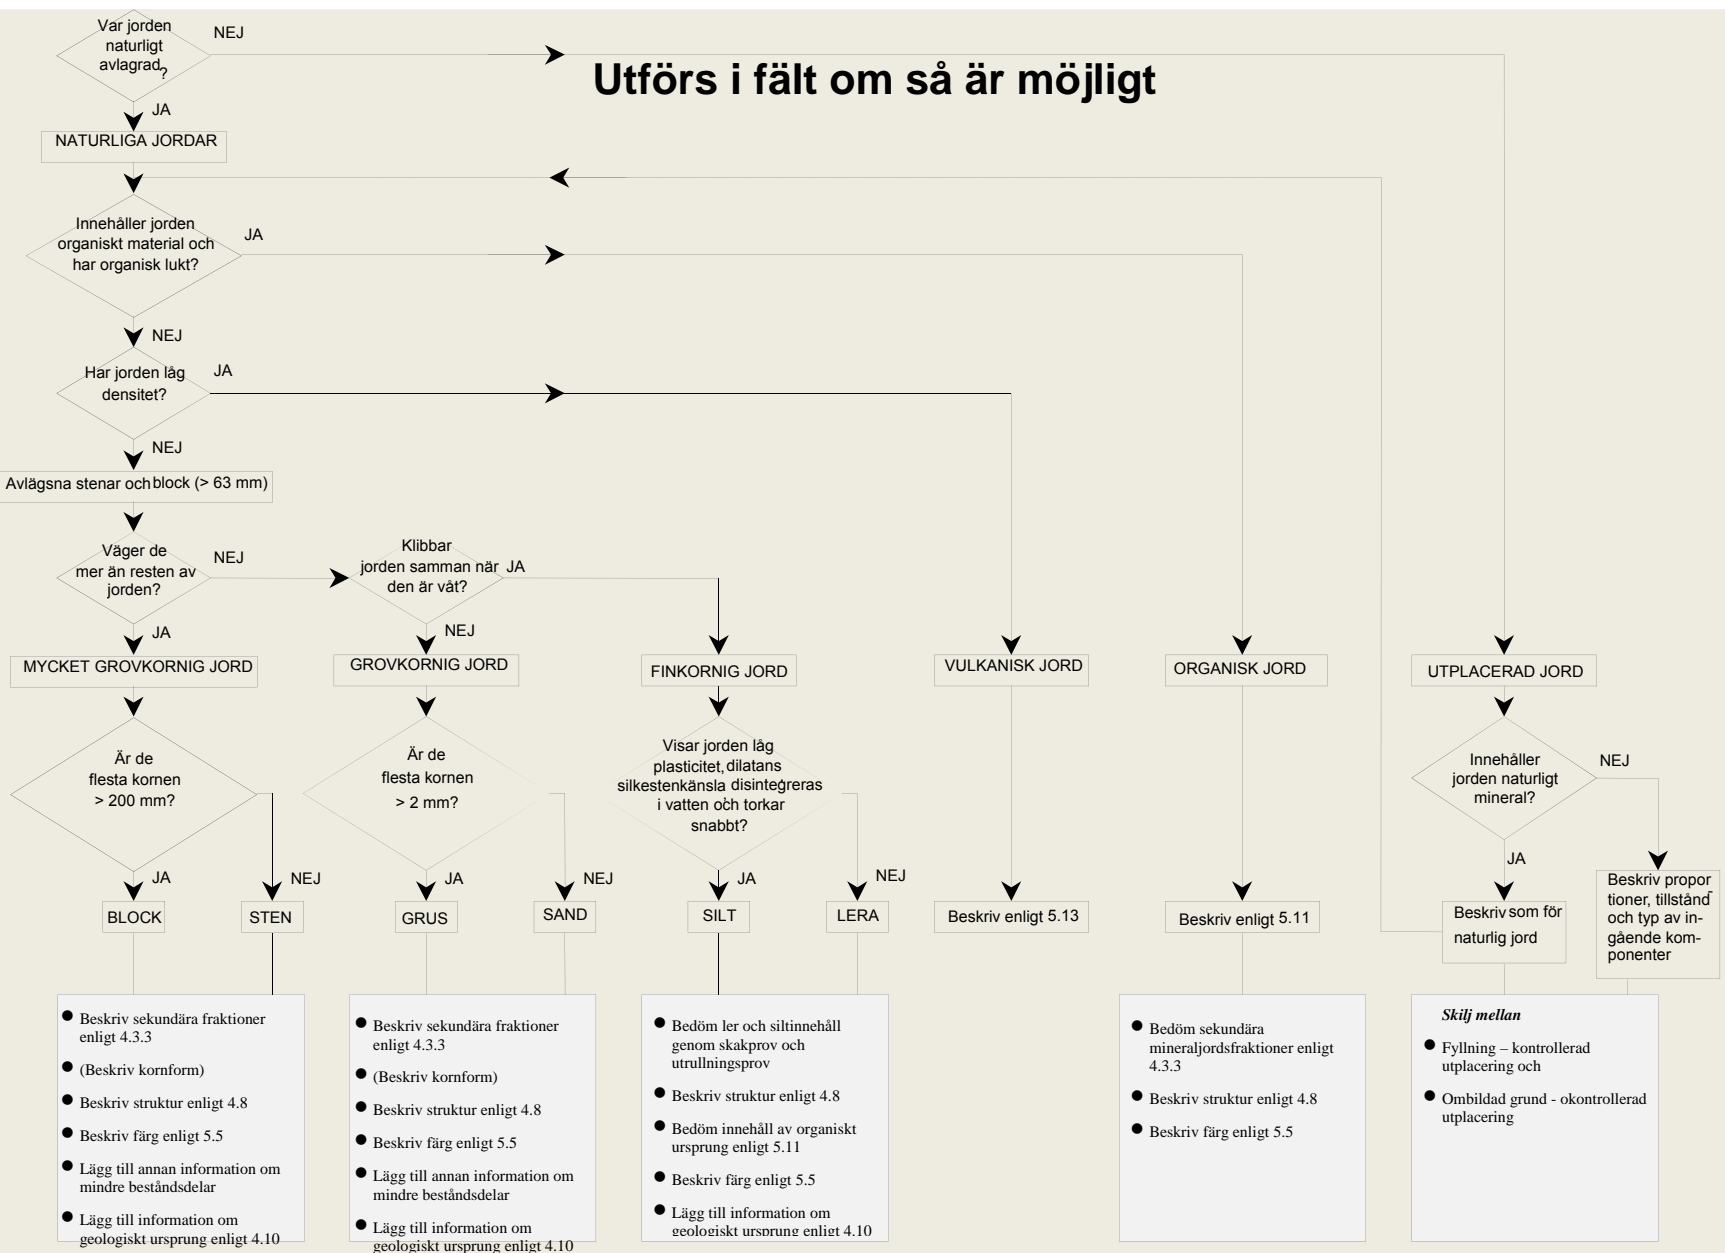 Var jorden
naturligt
avlagrad
?
NEJ
Utförs i fält om så är möjligt
JA
NATURLIGA JORDAR
Innehåller jorden
organiskt material och
har organisk lukt?
JA
NEJ
Har jorden låg
densitet?
JA
NEJ
Avlägsna stenar och block (> 63 mm)
Väger de
mer än resten av
jorden?
NEJ
Klibbar
jorden samman när
den är våt?
JA
JA
NEJ
MYCKET GROVKORNIG JORD
GROVKORNIG JORD
FINKORNIG JORD
VULKANISK JORD
ORGANISK JORD
UTPLACERAD JORD
Är de
flesta kornen
> 200 mm?
Är de
flesta kornen
> 2 mm?
Visar jorden låg
plasticitet, dilatans
silkestenkänsla, disintegreras
i vatten och torkar
snabbt?
Innehåller
jorden naturligt
mineral?
NEJ
JA
NEJ
JA
NEJ
JA
NEJ
JA
BLOCK
STEN
GRUS
SAND
SILT
LERA
Beskriv enligt 5.13
Beskriv enligt 5.11
Beskriv som för
naturlig jord
Beskriv propor-
tioner, tillstånd
och typ av in-
gående kom-
ponenter
● Beskriv sekundära fraktioner
enligt 4.3.3
● (Beskriv kornform)
● Beskriv struktur enligt 4.8
● Beskriv färg enligt 5.5
● Lägg till annan information om
mindre beståndsdelar
● Lägg till information om
geologiskt ursprung enligt 4.10
● Beskriv sekundära fraktioner
enligt 4.3.3
● (Beskriv kornform)
● Beskriv struktur enligt 4.8
● Beskriv färg enligt 5.5
● Lägg till annan information om
mindre beståndsdelar
● Lägg till information om
geologiskt ursprung enligt 4.10
● Bedöm ler och siltinnehåll
genom skakprov och
utrullningsprov
● Beskriv struktur enligt 4.8
● Bedöm innehåll av organiskt
ursprung enligt 5.11
● Beskriv färg enligt 5.5
● Lägg till information om
geologiskt ursprung enligt 4.10
● Bedöm sekundära
mineraljordsfraktioner enligt
4.3.3
● Beskriv struktur enligt 4.8
● Beskriv färg enligt 5.5
Skilj mellan
● Fyllning – kontrollerad
utplacering och
● Ombildad grund - okontrollerad
utplacering